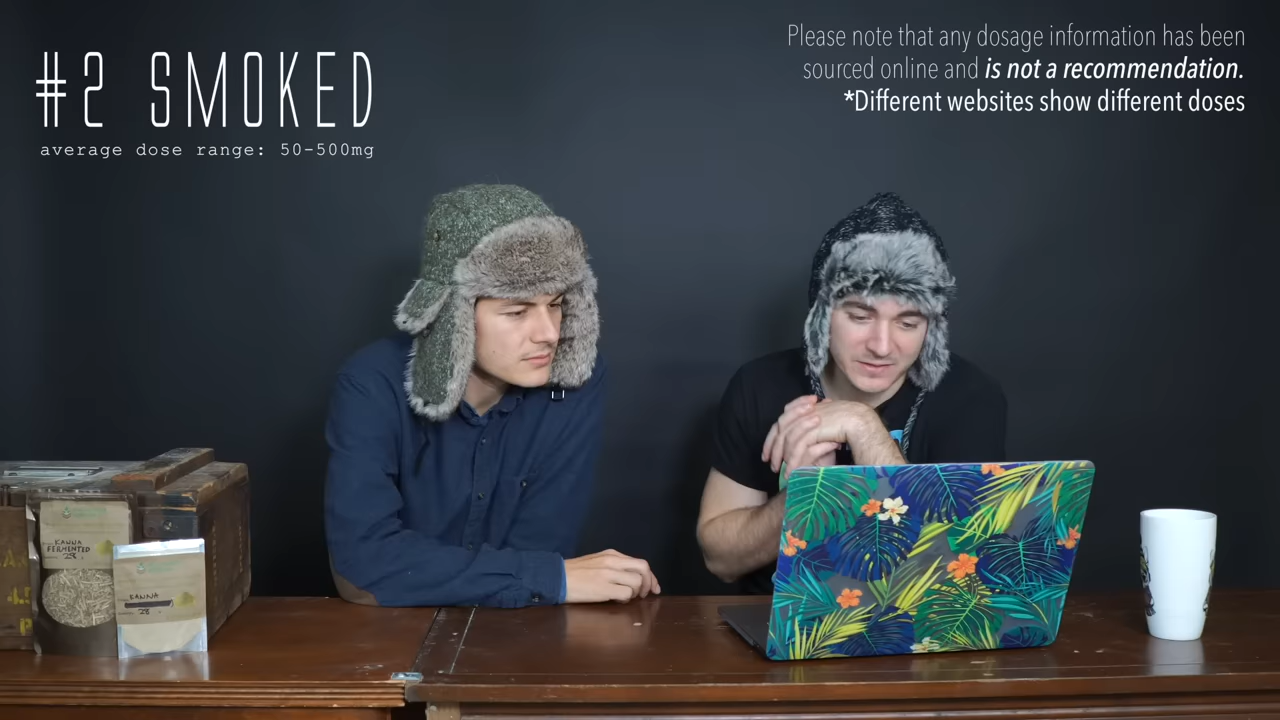 #2 SMOKED
average dose range: 50-500mg
Please note that any dosage information has been
sourced online and is not a recommendation.
*Different websites show different doses
KANNA
FERMENTED
KANNA
28